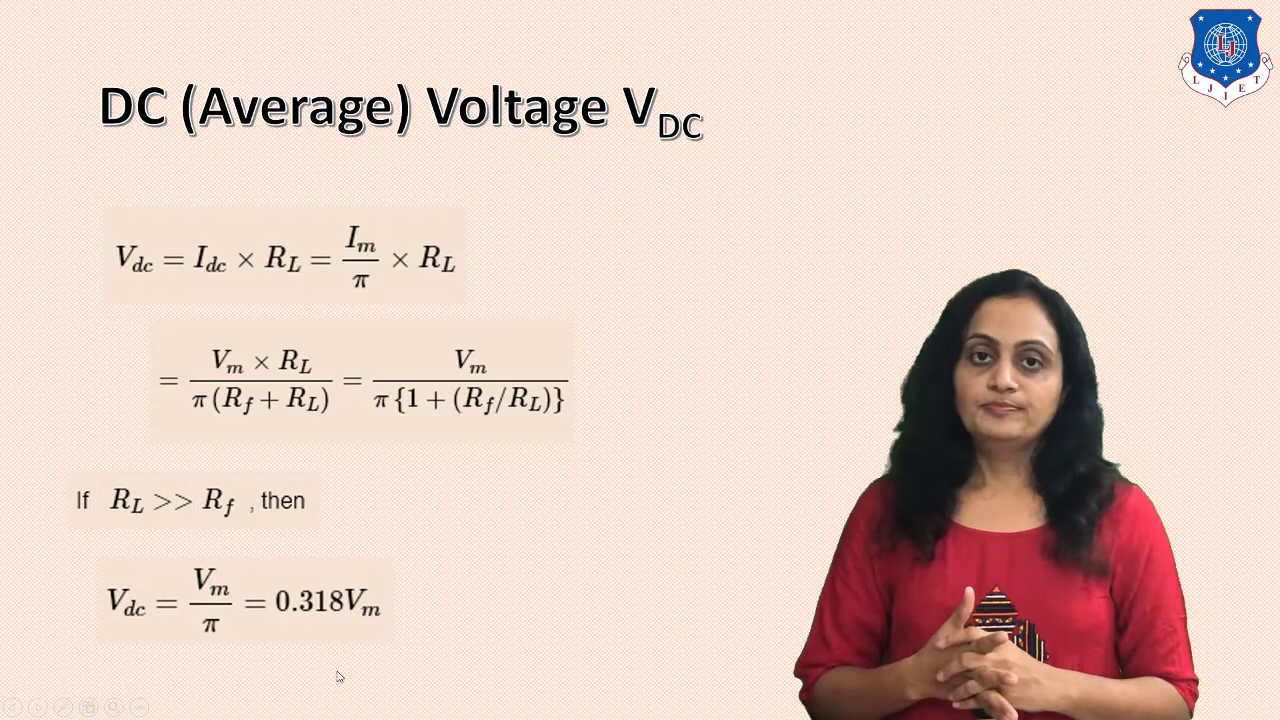 DC (Average) Voltage V_DC
V_dc = I_dc × R_L = I_m / π × R_L
= V_m × R_L / π (R_f + R_L) = V_m / π {1 + (R_f/R_L)}
If R_L >> R_f , then
V_dc = V_m / π = 0.318V_m
LJ
L J I E T